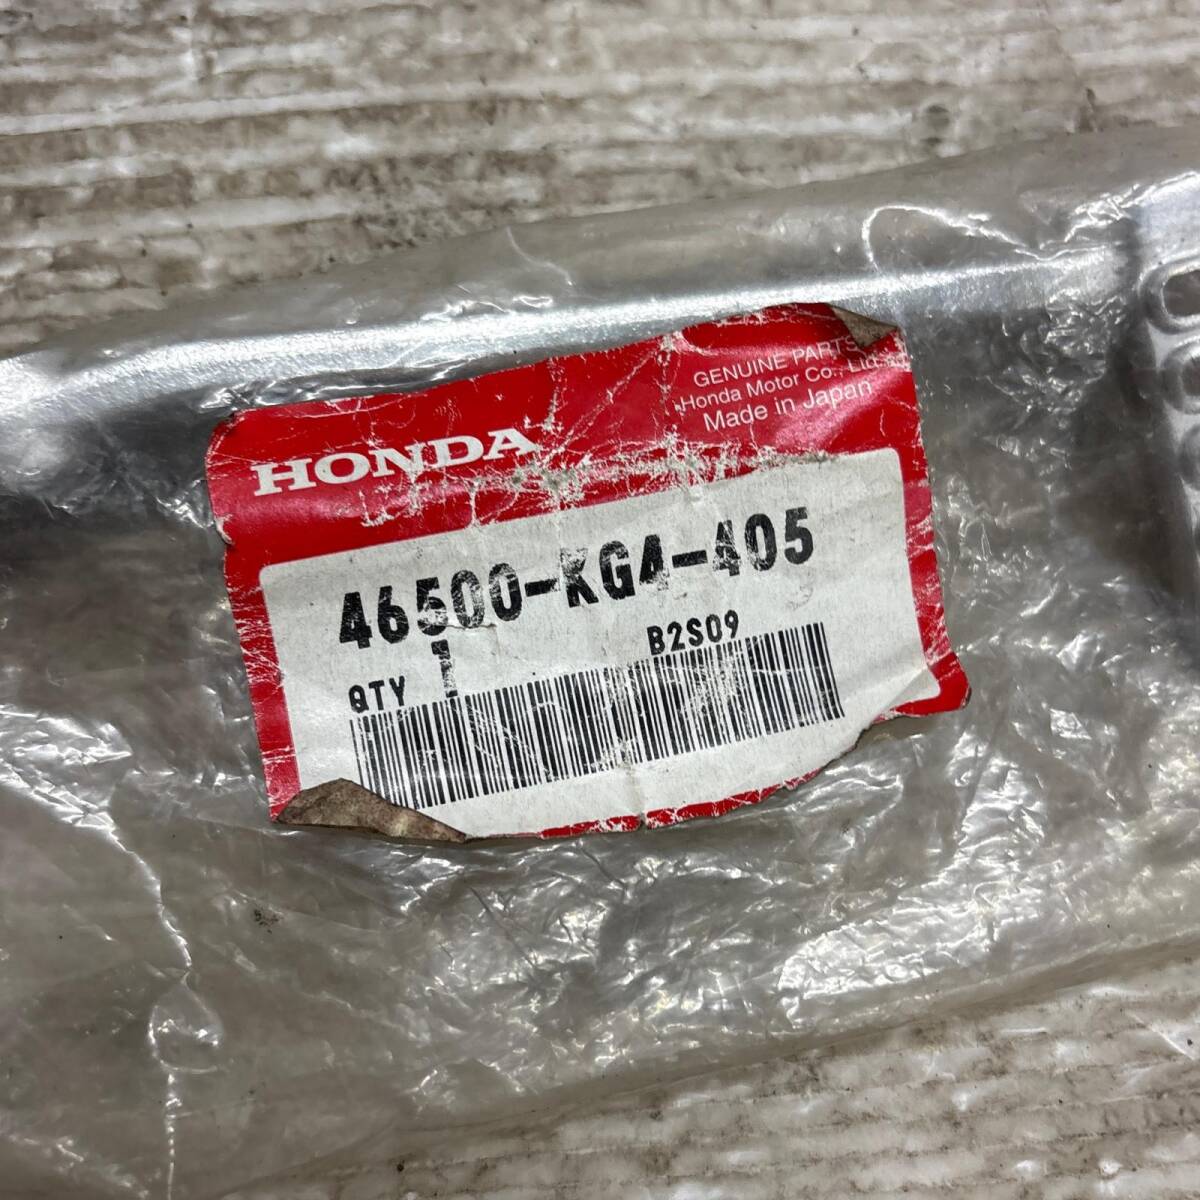 HONDA
GENUINE PARTS
Honda Motor Co., Ltd.
Made in Japan
46500-KG4-405
QTY 1
B2S09